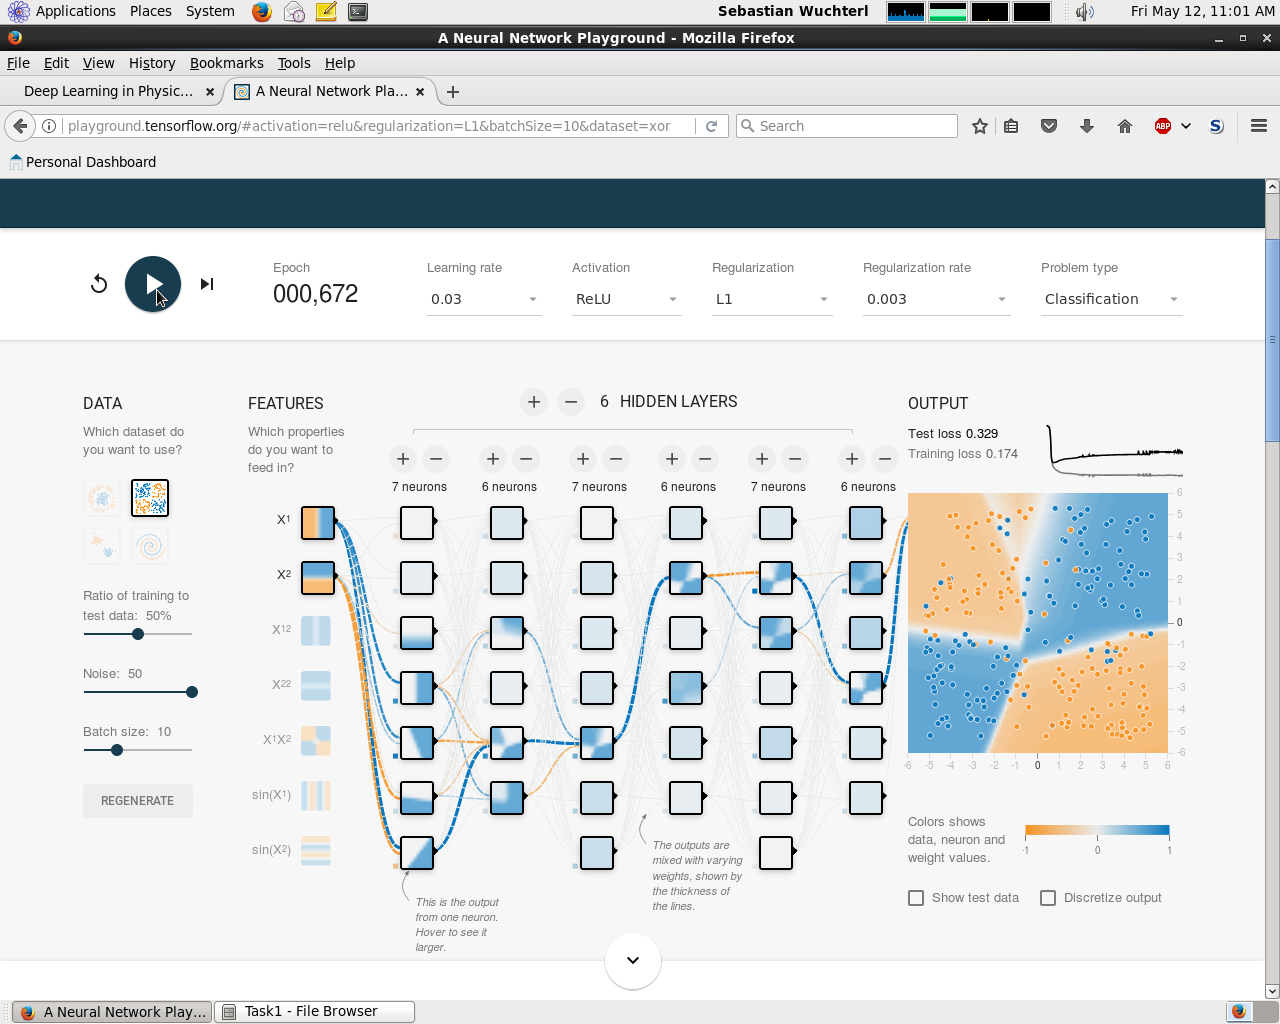 Applications Places System Sebastian Wuchterl Fri May 12, 11:01 AM
A Neural Network Playground - Mozilla Firefox
File Edit View History Bookmarks Tools Help
Deep Learning in Physic... A Neural Network Pla...
playground.tensorflow.org/#activation=relu&regularization=L1&batchSize=10&dataset=xor Search ABP S
Personal Dashboard
Epoch Learning rate Activation Regularization Regularization rate Problem type
000,672 0.03 ReLU L1 0.003 Classification
DATA
Which dataset do
you want to use?
Ratio of training to
test data: 50%
Noise: 50
Batch size: 10
REGENERATE
FEATURES
Which properties
do you want to
feed in?
X1
X2
X12
X22
X1X2
sin(X1)
sin(X2)
+ − 6 HIDDEN LAYERS
+ − + − + − + − + − + −
7 neurons 6 neurons 7 neurons 6 neurons 7 neurons 6 neurons
This is the output
from one neuron.
Hover to see it
larger.
The outputs are
mixed with varying
weights, shown by
the thickness of
the lines.
OUTPUT
Test loss 0.329
Training loss 0.174
6
5
4
3
2
1
0
-1
-2
-3
-4
-5
-6
-6 -5 -4 -3 -2 -1 0 1 2 3 4 5 6
Colors shows
data, neuron and
weight values.
-1 0 1
Show test data Discretize output
A Neural Network Play... Task1 - File Browser